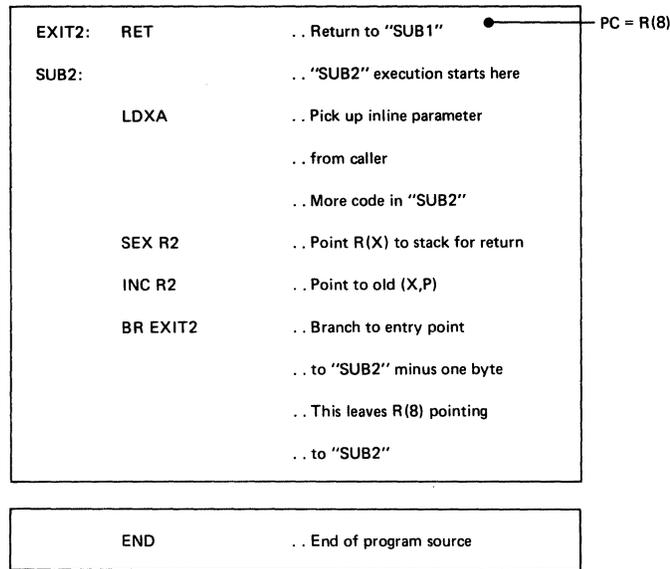 EXIT2: RET . . Return to "SUB1" PC = R(8)
SUB2: . . "SUB2" execution starts here
LDXA . . Pick up inline parameter
. . from caller
. . More code in "SUB2"
SEX R2 . . Point R(X) to stack for return
INC R2 . . Point to old (X,P)
BR EXIT2 . . Branch to entry point
. . to "SUB2" minus one byte
. . This leaves R(8) pointing
. . to "SUB2"
END . . End of program source